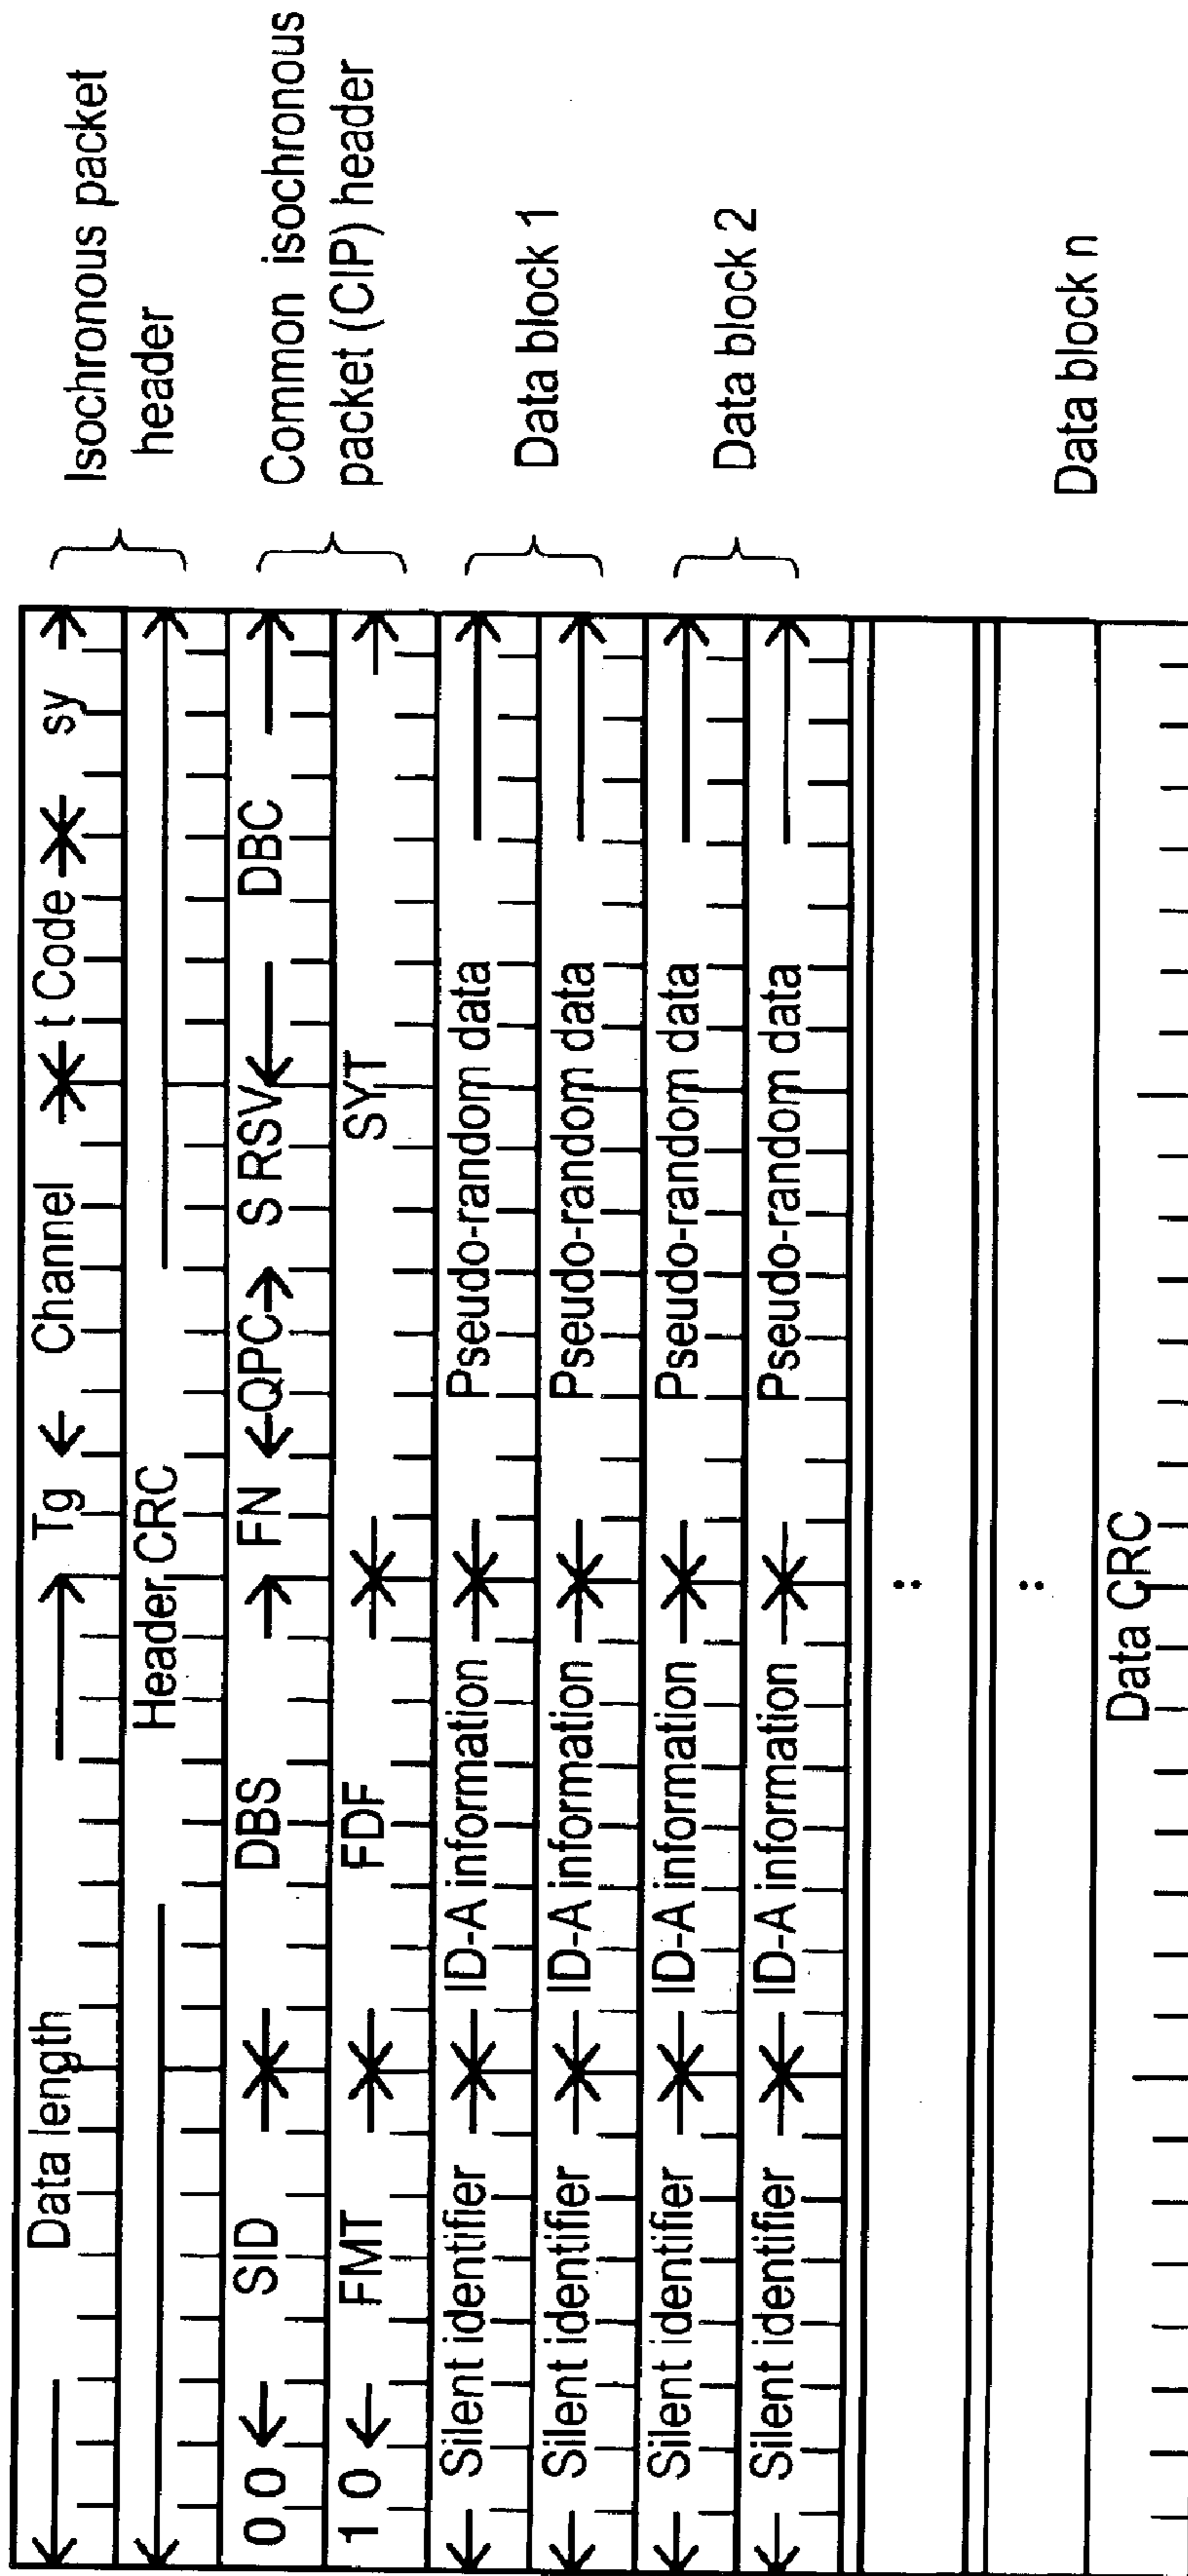 Data length Tg Channel t Code sy
Isochronous packet
header
Header CRC
0 0 SID DBS FN QPC S RSV DBC
Common isochronous
packet (CIP) header
1 0 FMT FDF SYT
Silent identifier ID-A information Pseudo-random data
Data block 1
Silent identifier ID-A information Pseudo-random data
Silent identifier ID-A information Pseudo-random data
Data block 2
Silent identifier ID-A information Pseudo-random data
:
:
Data block n
Data CRC